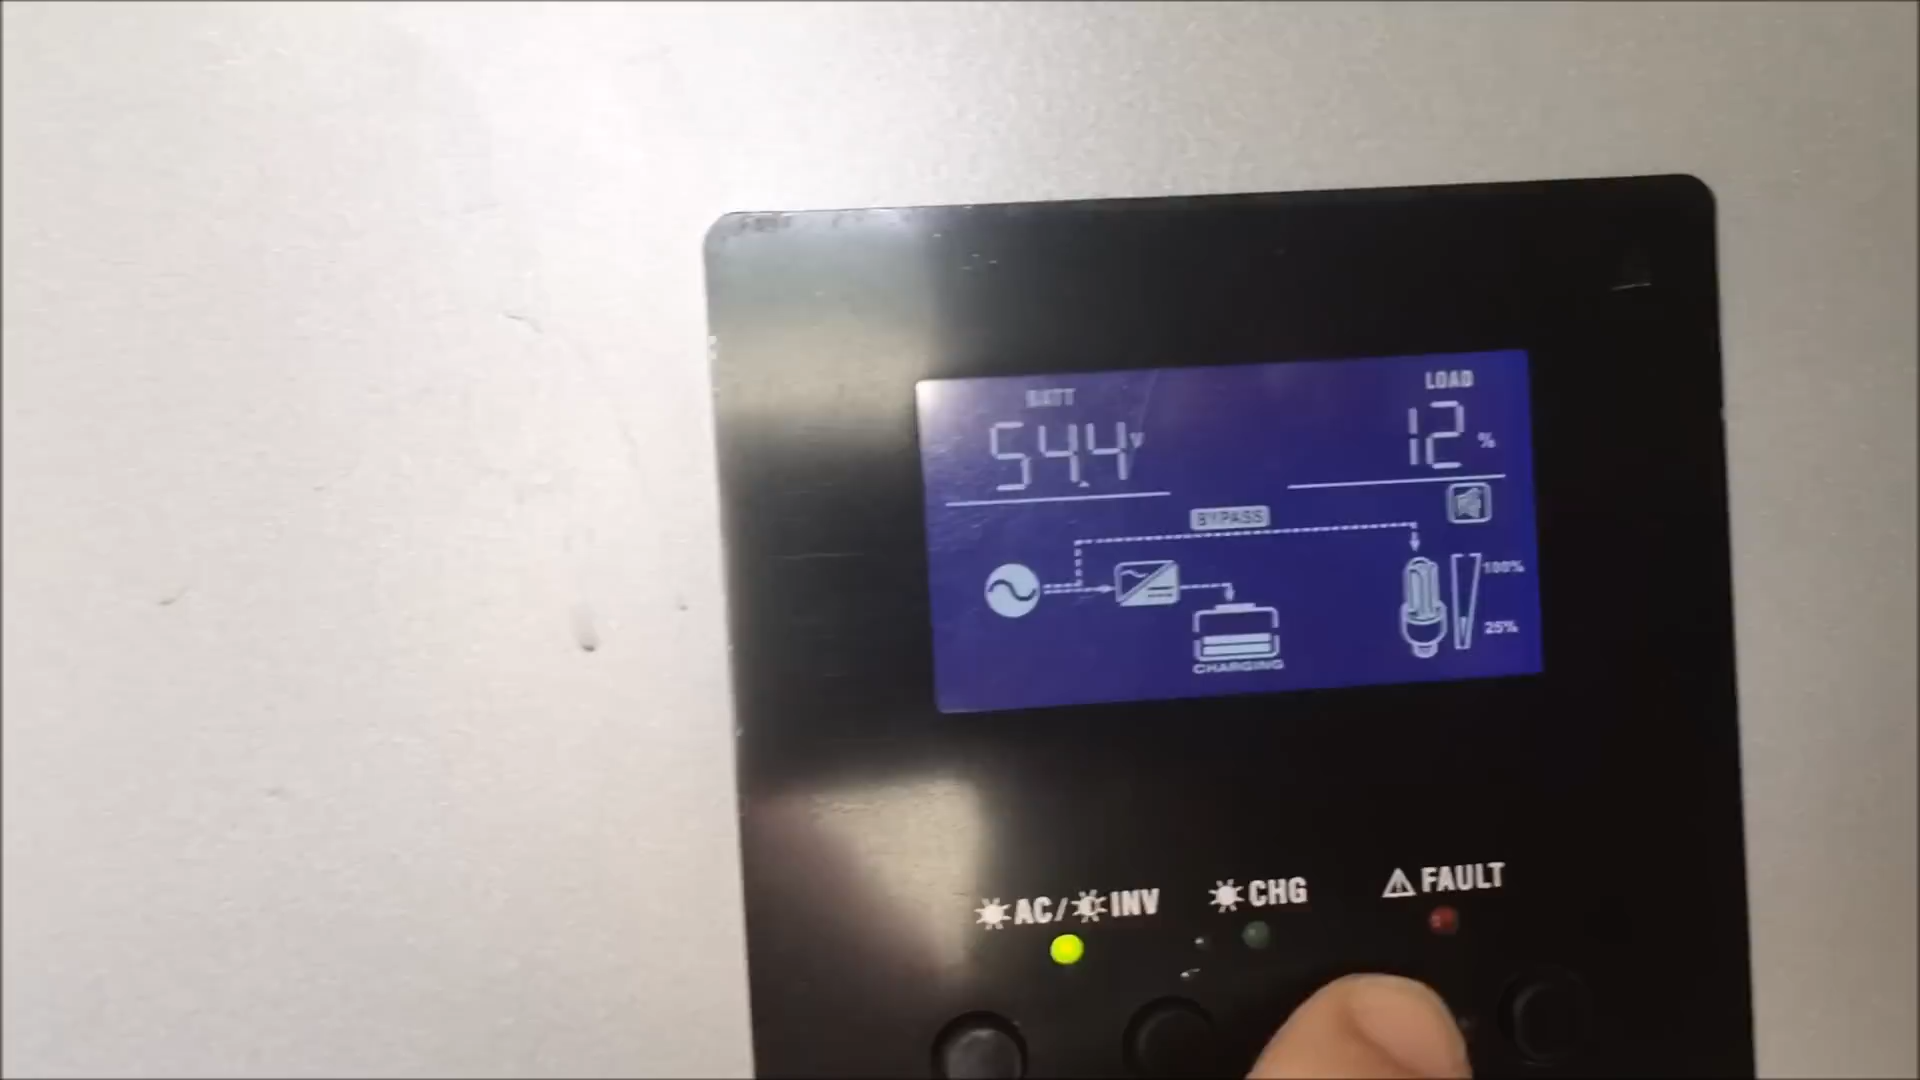 BATT
LOAD
54.4V
12%
BYPASS
100%
25%
CHARGING
AC/INV
CHG
FAULT